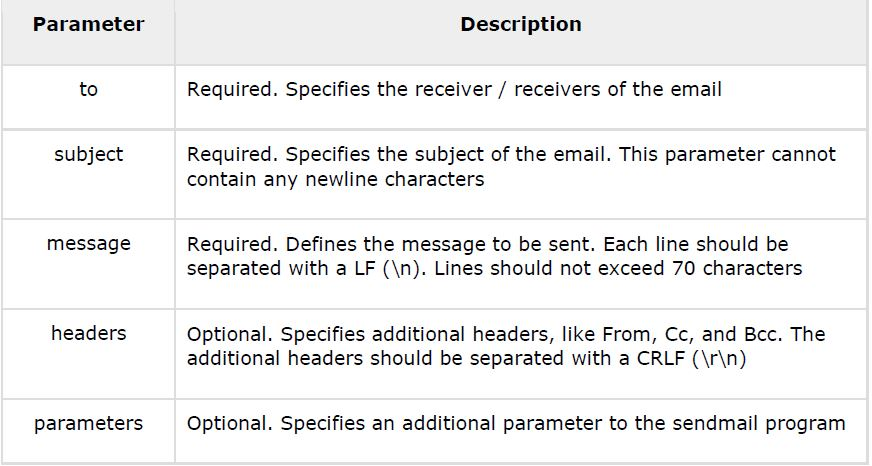 Parameter Description
to Required. Specifies the receiver / receivers of the email
subject Required. Specifies the subject of the email. This parameter cannot
contain any newline characters
message Required. Defines the message to be sent. Each line should be
separated with a LF (\n). Lines should not exceed 70 characters
headers Optional. Specifies additional headers, like From, Cc, and Bcc. The
additional headers should be separated with a CRLF (\r\n)
parameters Optional. Specifies an additional parameter to the sendmail program